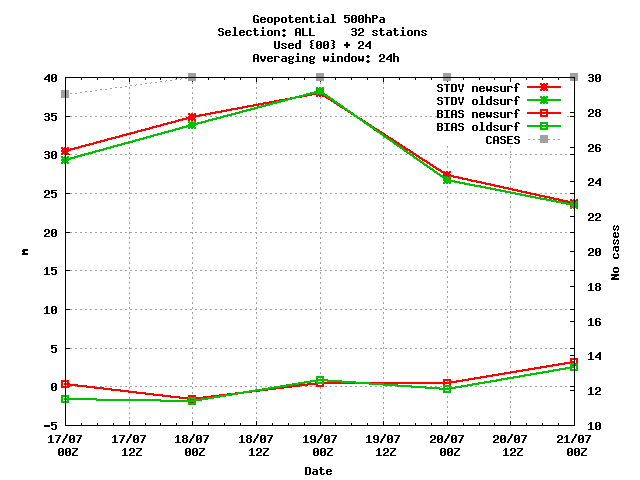 Geopotential 500hPa
Selection: ALL     32 stations
Used {00} + 24
Averaging window: 24h
STDV newsurf
STDV oldsurf
BIAS newsurf
BIAS oldsurf
CASES
40
35
30
25
20
15
10
5
0
-5
m
30
28
26
24
22
20
18
16
14
12
10
No cases
17/07 17/07 18/07 18/07 19/07 19/07 20/07 20/07 21/07
00Z 12Z 00Z 12Z 00Z 12Z 00Z 12Z 00Z
Date